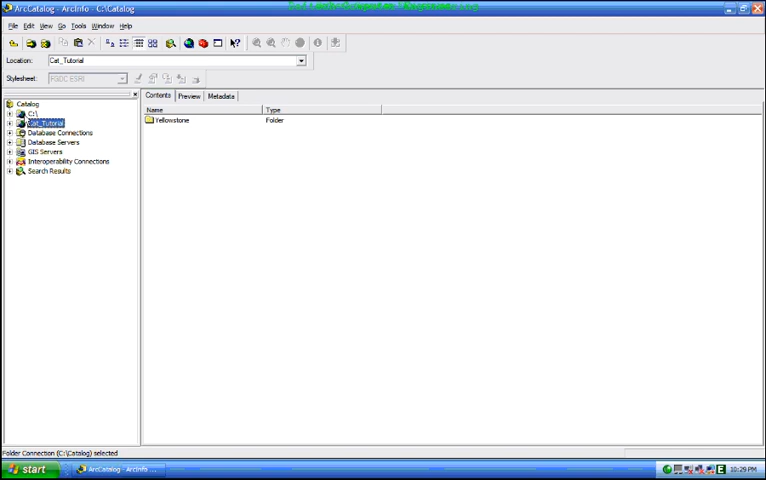 ArcCatalog - ArcInfo - C:\Catalog
File Edit View Go Tools Window Help
Location: Cat_Tutorial
Stylesheet: FGDC ESRI
Contents Preview Metadata
Catalog
C:\
Cat_Tutorial
Database Connections
Database Servers
GIS Servers
Interoperability Connections
Search Results
Name Type
Yellowstone Folder
Folder Connection (C:\Catalog) selected
start ArcCatalog - ArcInfo ... E 10:29 PM